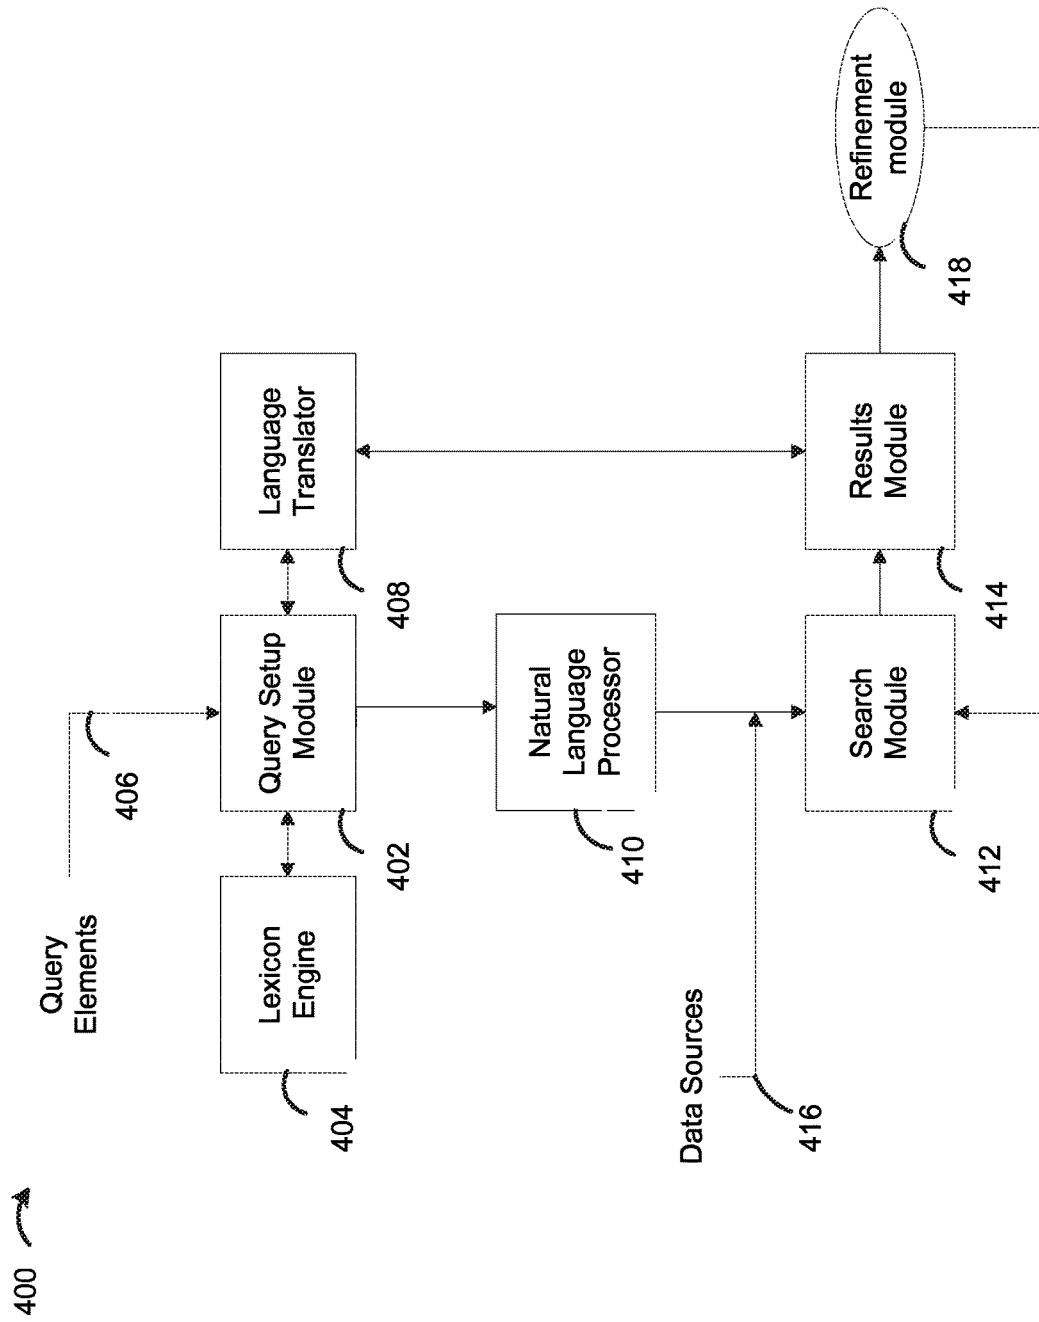 400
Query
Elements
406
Lexicon
Engine
404
Query Setup
Module
402
Language
Translator
408
Natural
Language
Processor
410
Data Sources
416
Search
Module
412
Results
Module
414
Refinement
module
418